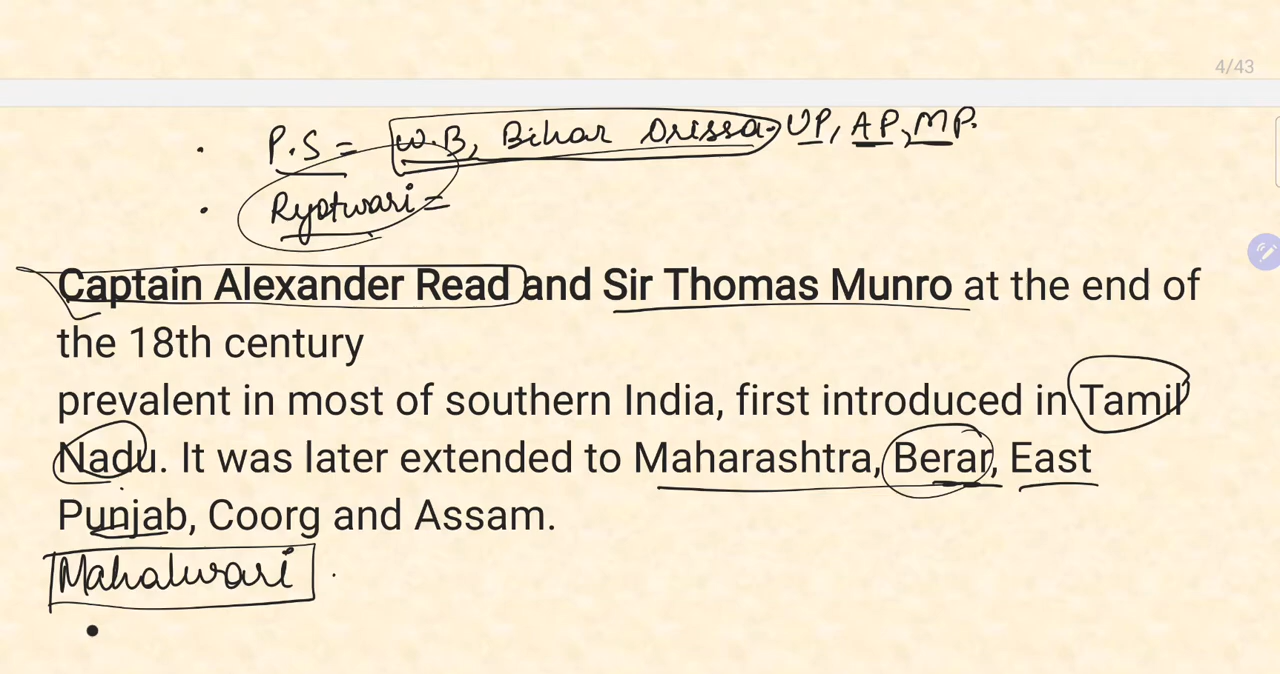 4/43
P.S = W.B, Bihar Orissa - UP, AP, MP.
Ryotwari =
Captain Alexander Read and Sir Thomas Munro at the end of
the 18th century
prevalent in most of southern India, first introduced in Tamil
Nadu. It was later extended to Maharashtra, Berar, East
Punjab, Coorg and Assam.
Mahalwari